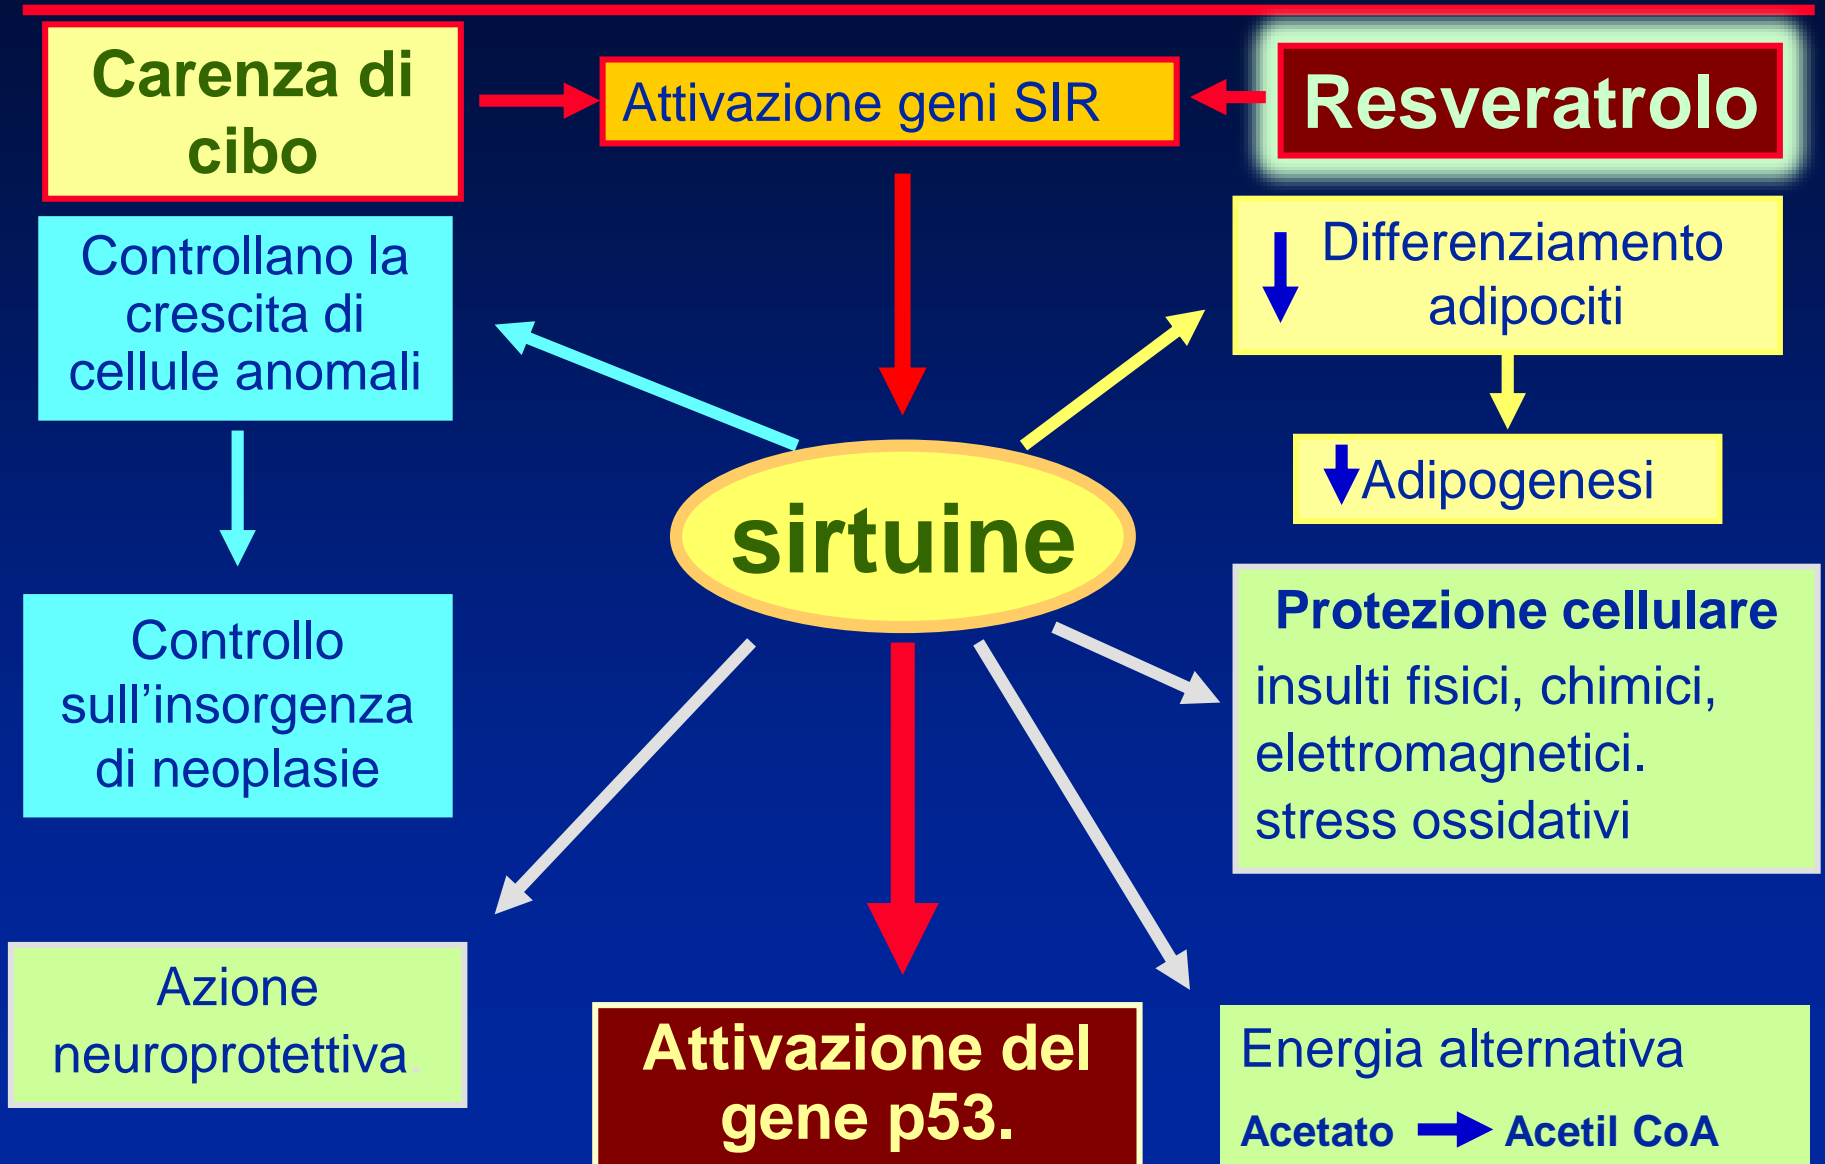 Carenza di
cibo
Attivazione geni SIR
Resveratrolo
Controllano la
crescita di
cellule anomali
Differenziamento
adipociti
Adipogenesi
sirtuine
Controllo
sull’insorgenza
di neoplasie
Protezione cellulare
insulti fisici, chimici,
elettromagnetici.
stress ossidativi
Azione
neuroprotettiva.
Attivazione del
gene p53.
Energia alternativa
Acetato Acetil CoA